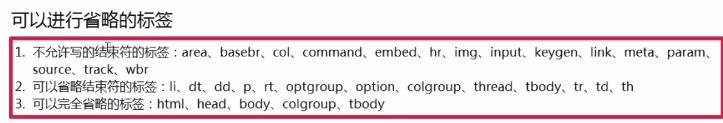 可以进行省略的标签
1. 不允许写的结束符的标签：area、basebr、col、command、embed、hr、img、input、keygen、link、meta、param、
source、track、wbr
2. 可以省略结束符的标签：li、dt、dd、p、rt、optgroup、option、colgroup、thread、tbody、tr、td、th
3. 可以完全省略的标签：html、head、body、colgroup、tbody